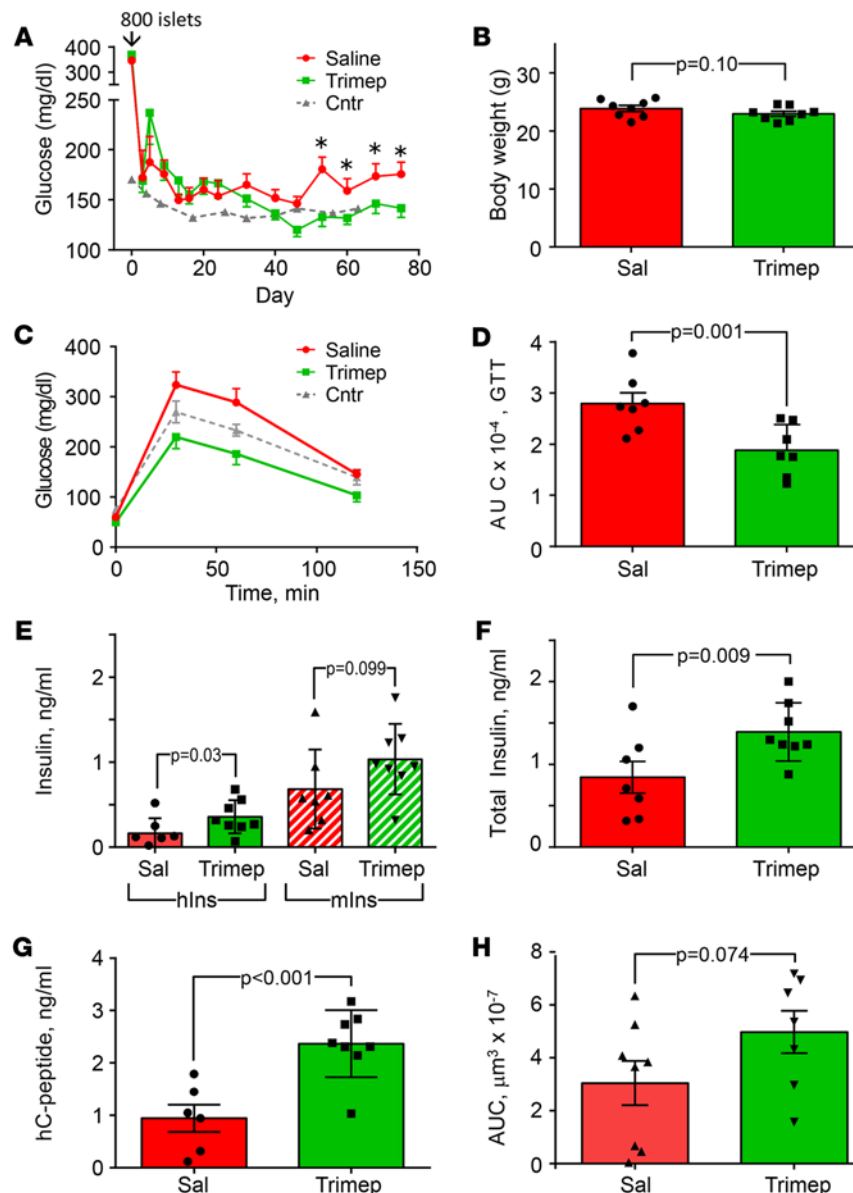 A
800 islets
Glucose (mg/dl)
400
300
250
200
150
100
0
20
40
60
80
Day
Saline
Trimep
Cntr
*
*
*
*
B
Body weight (g)
30
20
10
0
p=0.10
Sal
Trimep
C
Glucose (mg/dl)
400
300
200
100
0
0
50
100
150
Time, min
Saline
Trimep
Cntr
D
AU C x 10-4 , GTT
4
3
2
1
0
p=0.001
Sal
Trimep
E
Insulin, ng/ml
2
1
0
p=0.03
p=0.099
Sal
Trimep
Sal
Trimep
hIns
mIns
F
Total Insulin, ng/ml
2
1
0
p=0.009
Sal
Trimep
G
hC-peptide, ng/ml
4
3
2
1
0
p<0.001
Sal
Trimep
H
AUC, μm³ x 10⁻⁷
8
6
4
2
0
p=0.074
Sal
Trimep